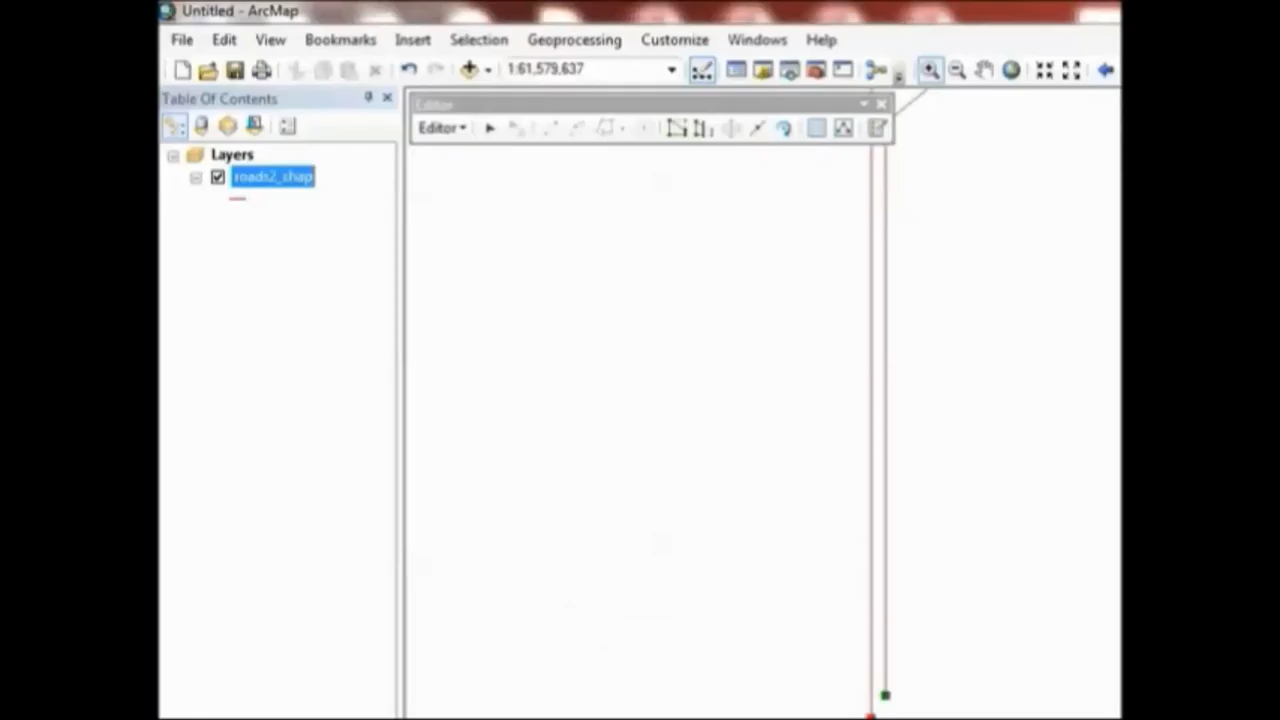 Untitled - ArcMap
File Edit View Bookmarks Insert Selection Geoprocessing Customize Windows Help
1:61,579,637
Table Of Contents
Editor
Editor
Layers
roads2_shap